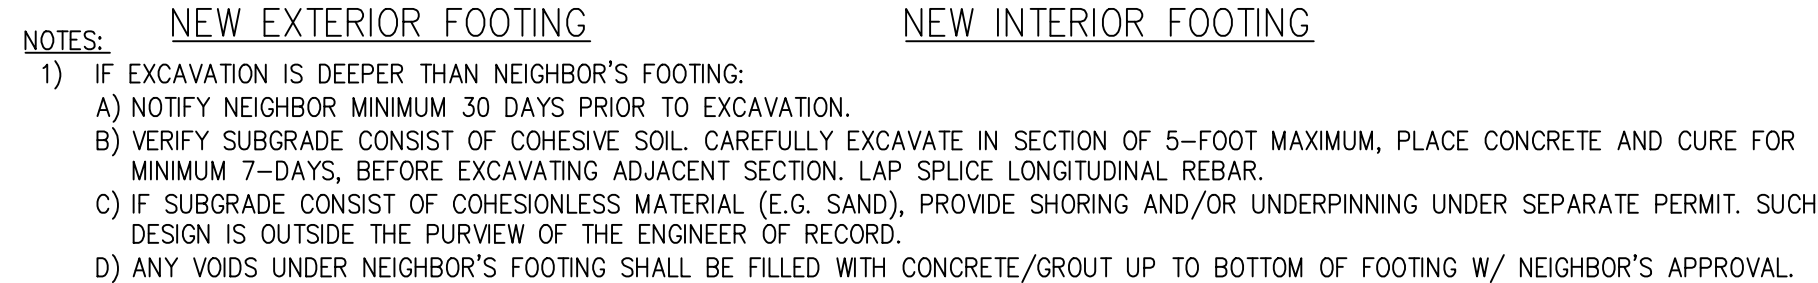 NEW EXTERIOR FOOTING
NEW INTERIOR FOOTING
NOTES:
1) IF EXCAVATION IS DEEPER THAN NEIGHBOR'S FOOTING:
A) NOTIFY NEIGHBOR MINIMUM 30 DAYS PRIOR TO EXCAVATION.
B) VERIFY SUBGRADE CONSIST OF COHESIVE SOIL. CAREFULLY EXCAVATE IN SECTION OF 5-FOOT MAXIMUM, PLACE CONCRETE AND CURE FOR
MINIMUM 7-DAYS, BEFORE EXCAVATING ADJACENT SECTION. LAP SPLICE LONGITUDINAL REBAR.
C) IF SUBGRADE CONSIST OF COHESIONLESS MATERIAL (E.G. SAND), PROVIDE SHORING AND/OR UNDERPINNING UNDER SEPARATE PERMIT. SUCH
DESIGN IS OUTSIDE THE PURVIEW OF THE ENGINEER OF RECORD.
D) ANY VOIDS UNDER NEIGHBOR'S FOOTING SHALL BE FILLED WITH CONCRETE/GROUT UP TO BOTTOM OF FOOTING W/ NEIGHBOR'S APPROVAL.